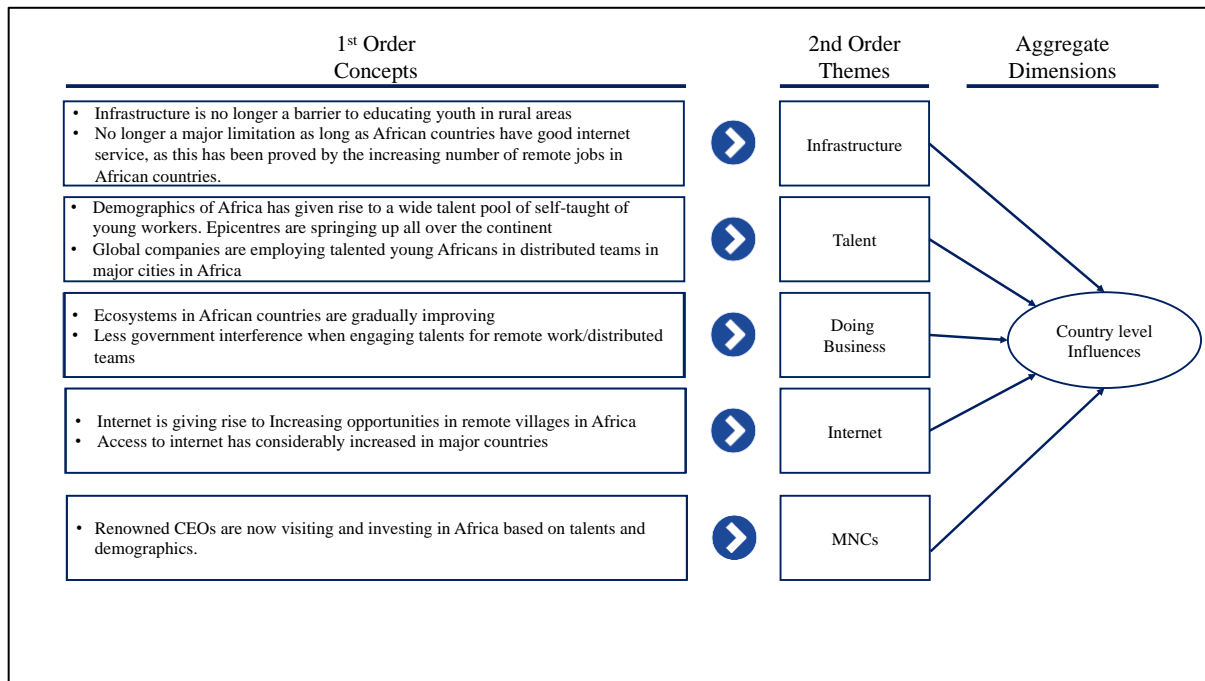 1st Order
Concepts
2nd Order
Themes
Aggregate
Dimensions
• Infrastructure is no longer a barrier to educating youth in rural areas
• No longer a major limitation as long as African countries have good internet
service, as this has been proved by the increasing number of remote jobs in
African countries.
Infrastructure
• Demographics of Africa has given rise to a wide talent pool of self-taught of
young workers. Epicentres are springing up all over the continent
• Global companies are employing talented young Africans in distributed teams in
major cities in Africa
Talent
• Ecosystems in African countries are gradually improving
• Less government interference when engaging talents for remote work/distributed
teams
Doing
Business
Country level
Influences
• Internet is giving rise to Increasing opportunities in remote villages in Africa
• Access to internet has considerably increased in major countries
Internet
• Renowned CEOs are now visiting and investing in Africa based on talents and
demographics.
MNCs